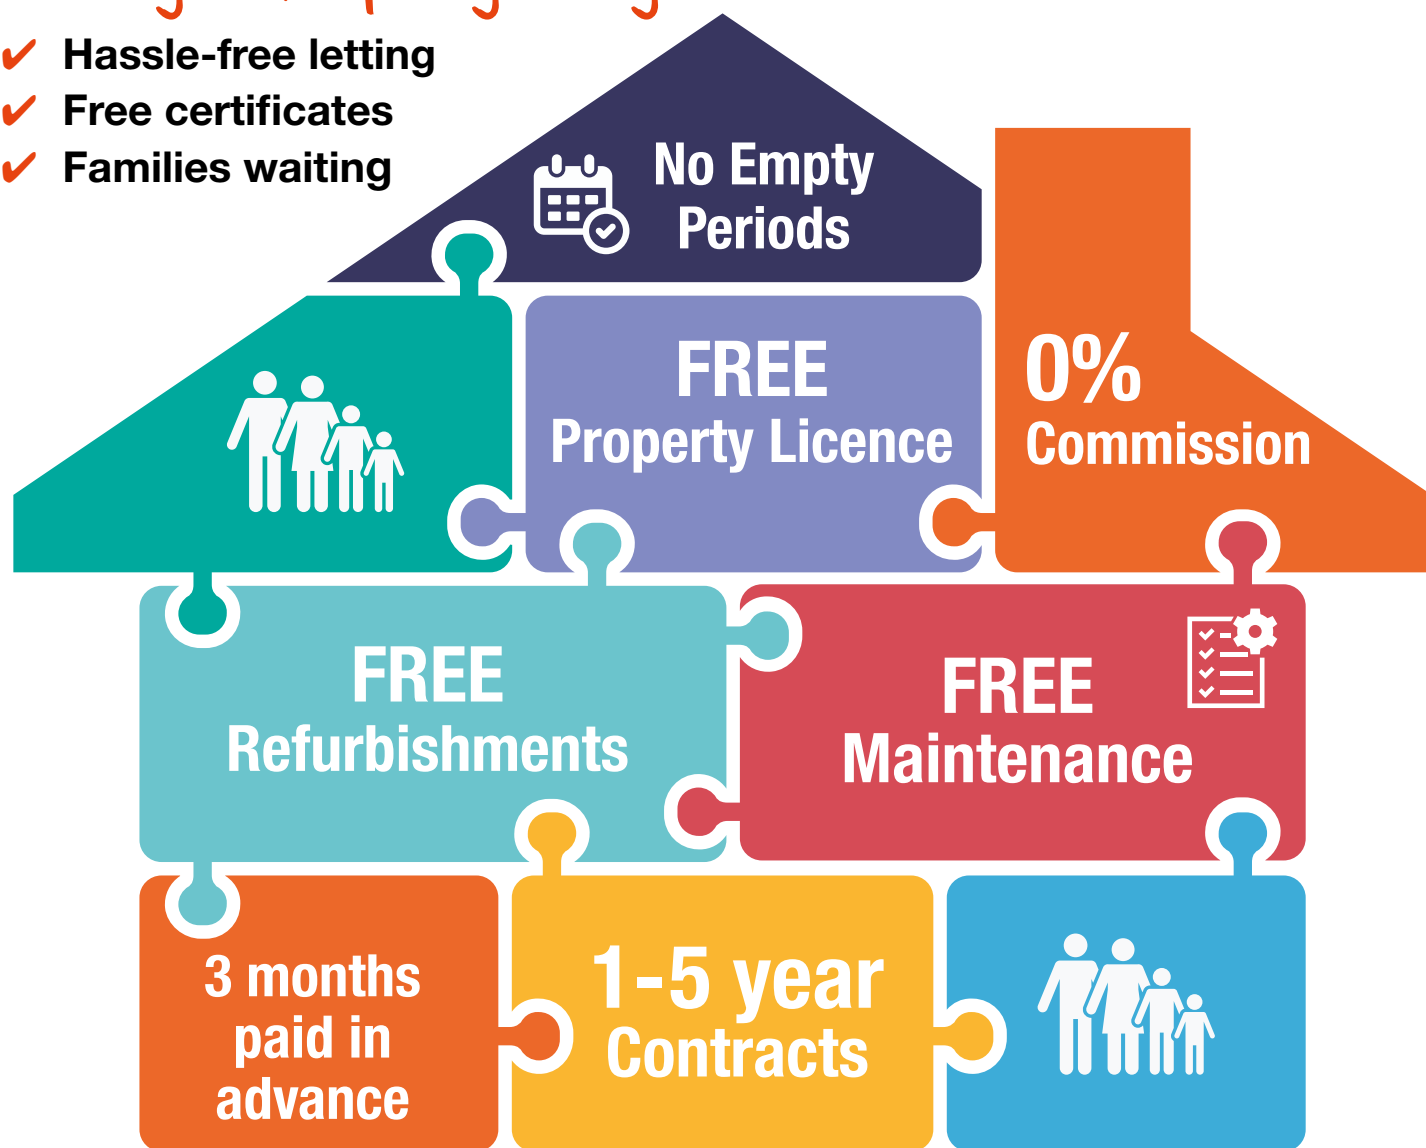 Hassle-free letting
Free certificates
Families waiting
No Empty
Periods
FREE
Property Licence
0%
Commission
FREE
Refurbishments
FREE
Maintenance
3 months
paid in
advance
1-5 year
Contracts